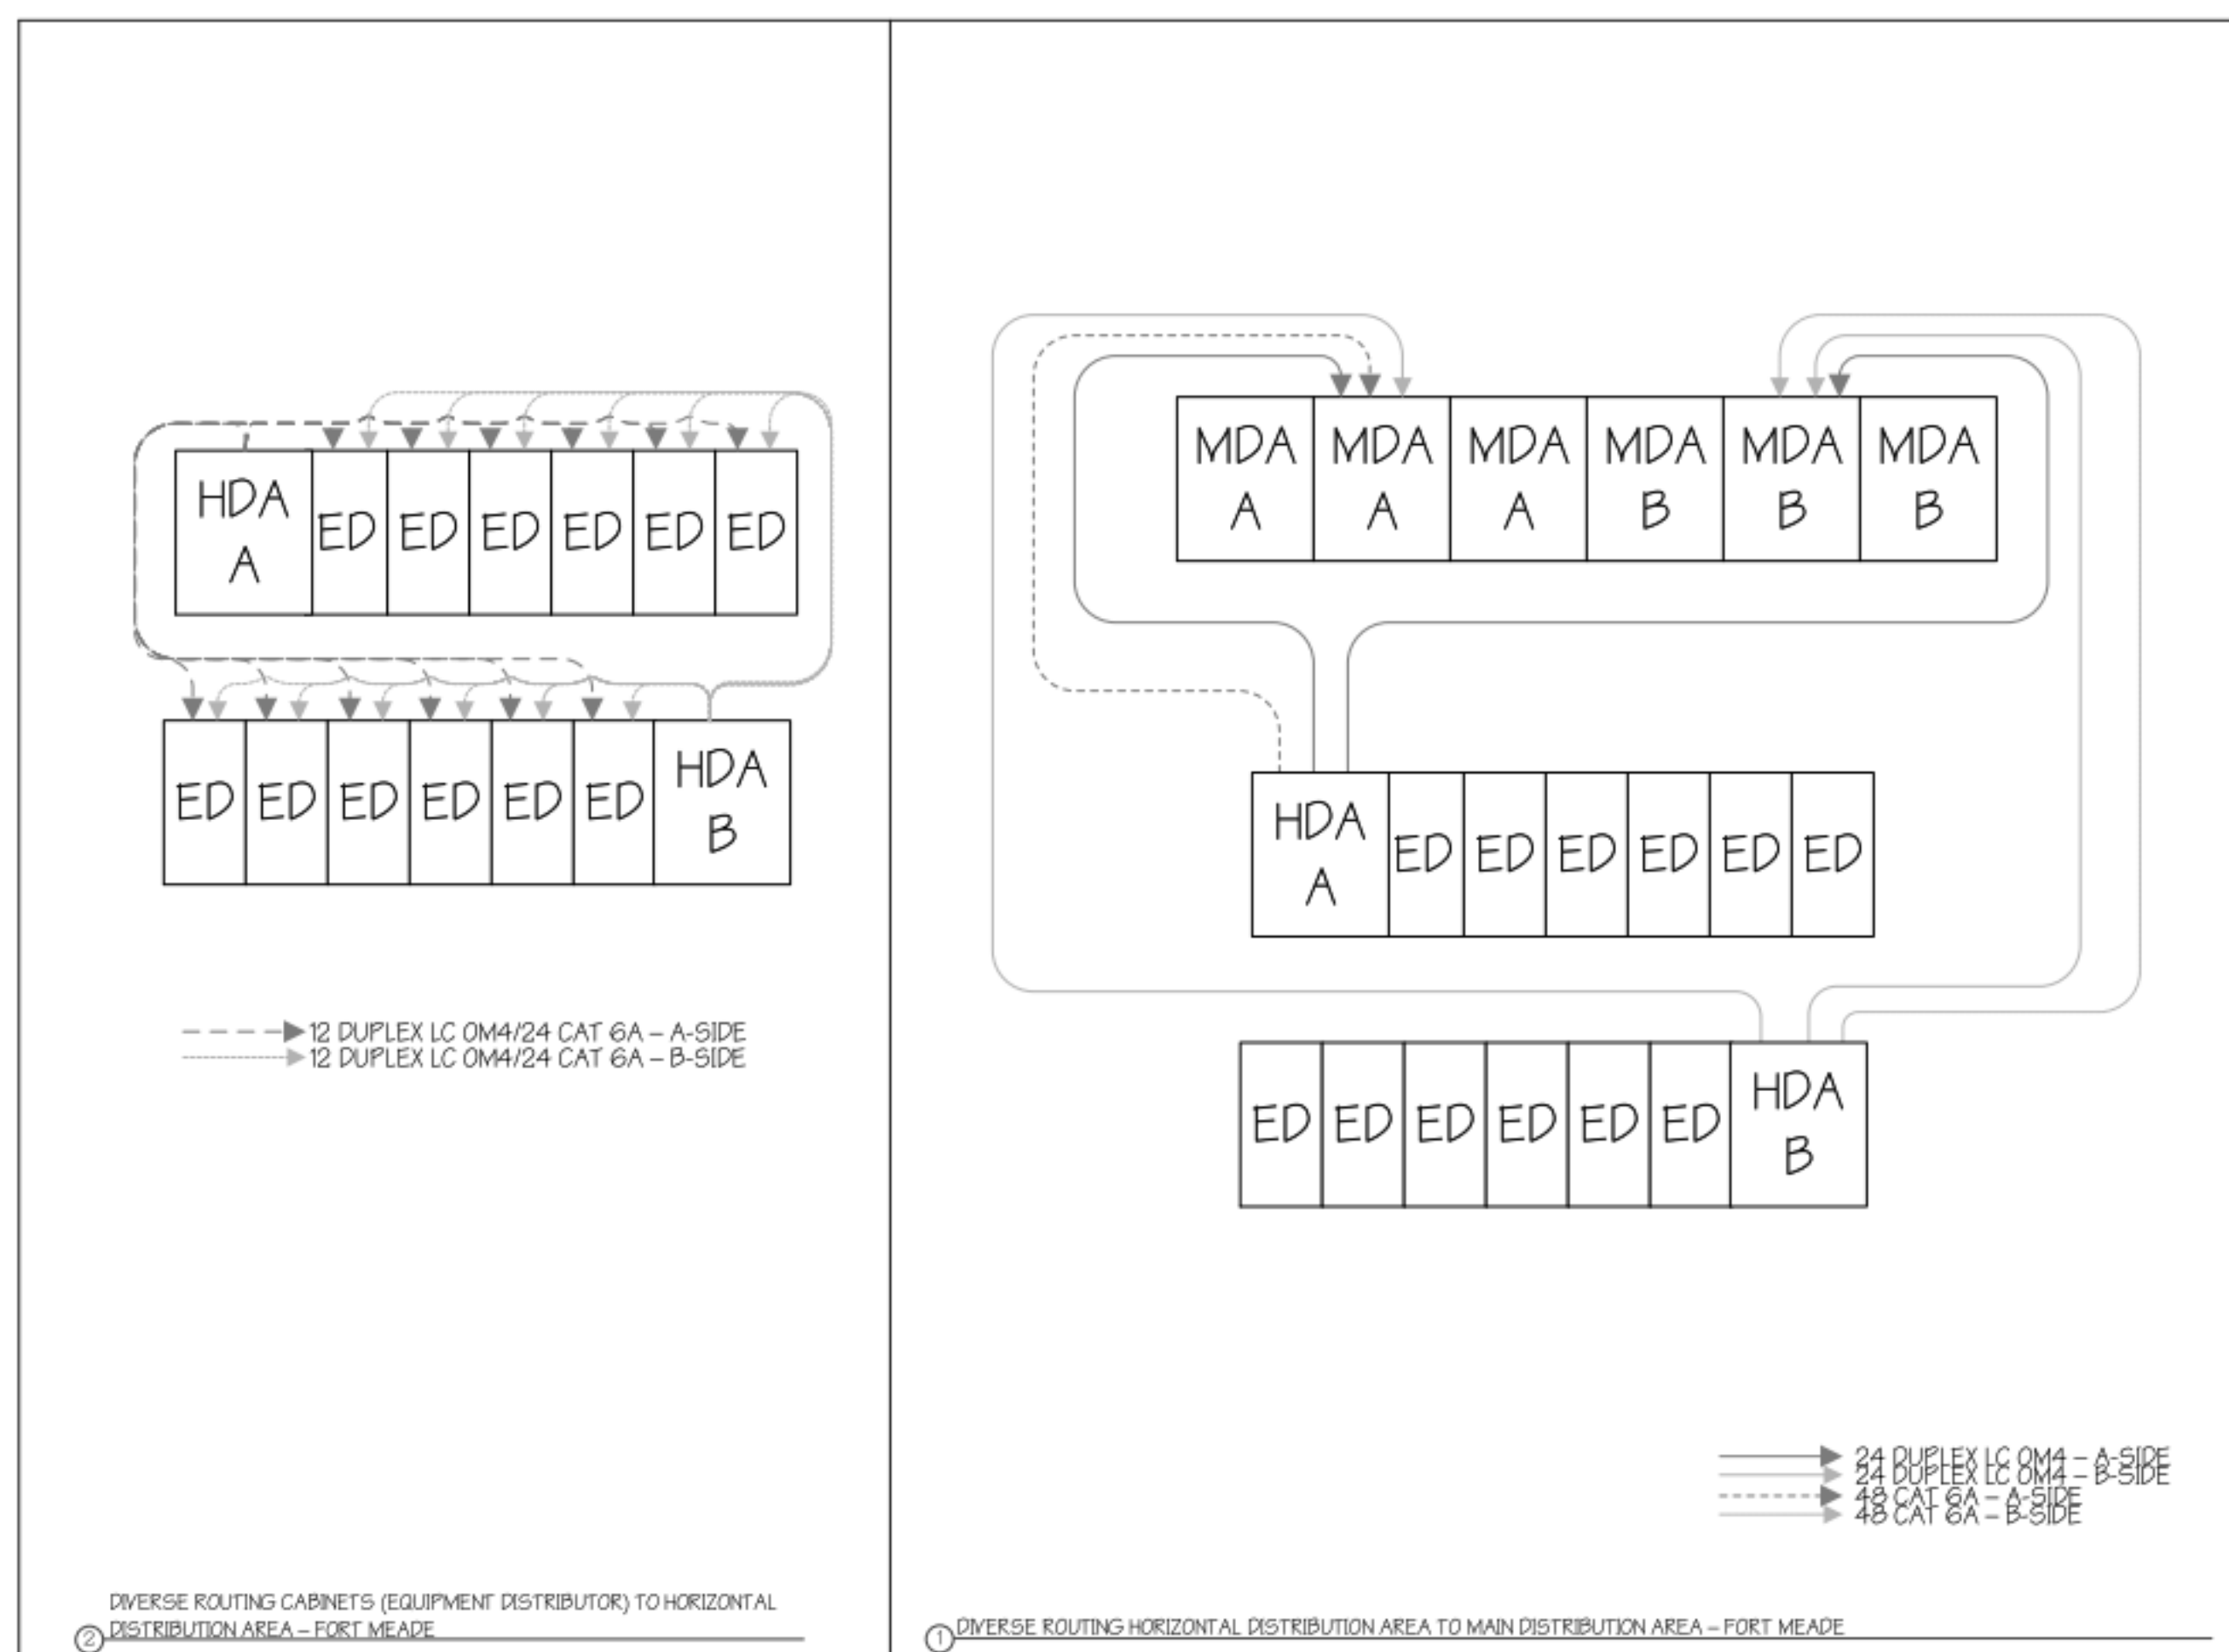 HDA
A
ED ED ED ED ED ED
ED ED ED ED ED ED
HDA
B
12 DUPLEX LC OM4/24 CAT 6A – A-SIDE
12 DUPLEX LC OM4/24 CAT 6A – B-SIDE
DIVERSE ROUTING CABINETS (EQUIPMENT DISTRIBUTOR) TO HORIZONTAL
2 DISTRIBUTION AREA – FORT MEADE
MDA MDA MDA MDA MDA MDA
A A A B B B
HDA
A
ED ED ED ED ED ED
ED ED ED ED ED ED
HDA
B
24 DUPLEX LC OM4 – A-SIDE
24 DUPLEX LC OM4 – B-SIDE
48 CAT 6A – A-SIDE
48 CAT 6A – B-SIDE
1 DIVERSE ROUTING HORIZONTAL DISTRIBUTION AREA TO MAIN DISTRIBUTION AREA – FORT MEADE